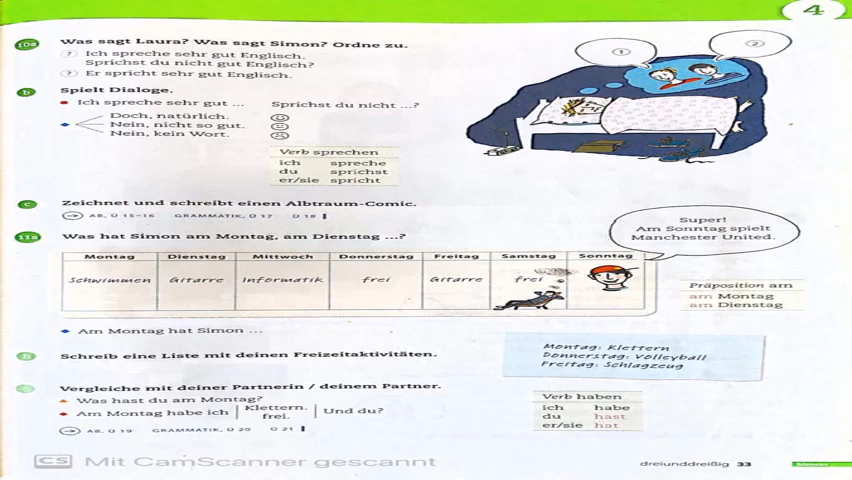 4
10a Was sagt Laura? Was sagt Simon? Ordne zu.
? Ich spreche sehr gut Englisch.
Sprichst du nicht gut Englisch?
? Er spricht sehr gut Englisch.
1
2
b Spielt Dialoge.
Ich spreche sehr gut ... Sprichst du nicht ...?
Doch, natürlich.
Nein, nicht so gut.
Nein, kein Wort.
Verb sprechen
ich spreche
du sprichst
er/sie spricht
c Zeichnet und schreibt einen Albtraum-Comic.
AB, Ü 15–16 GRAMMATIK, Ü 17 Ü 18
11a Was hat Simon am Montag, am Dienstag ...?
Super!
Am Sonntag spielt
Manchester United.
Montag Dienstag Mittwoch Donnerstag Freitag Samstag Sonntag
Schwimmen Gitarre Informatik frei Gitarre frei
Präposition am
am Montag
am Dienstag
Am Montag hat Simon ...
b Schreib eine Liste mit deinen Freizeitaktivitäten.
Montag: Klettern
Donnerstag: Volleyball
Freitag: Schlagzeug
Vergleiche mit deiner Partnerin / deinem Partner.
Was hast du am Montag?
Am Montag habe ich Klettern. Und du?
frei.
Verb haben
ich habe
du hast
er/sie hat
AB, Ü 19 GRAMMATIK, Ü 20 Ü 21
CS Mit CamScanner gescannt
dreiunddreißig 33
Simon